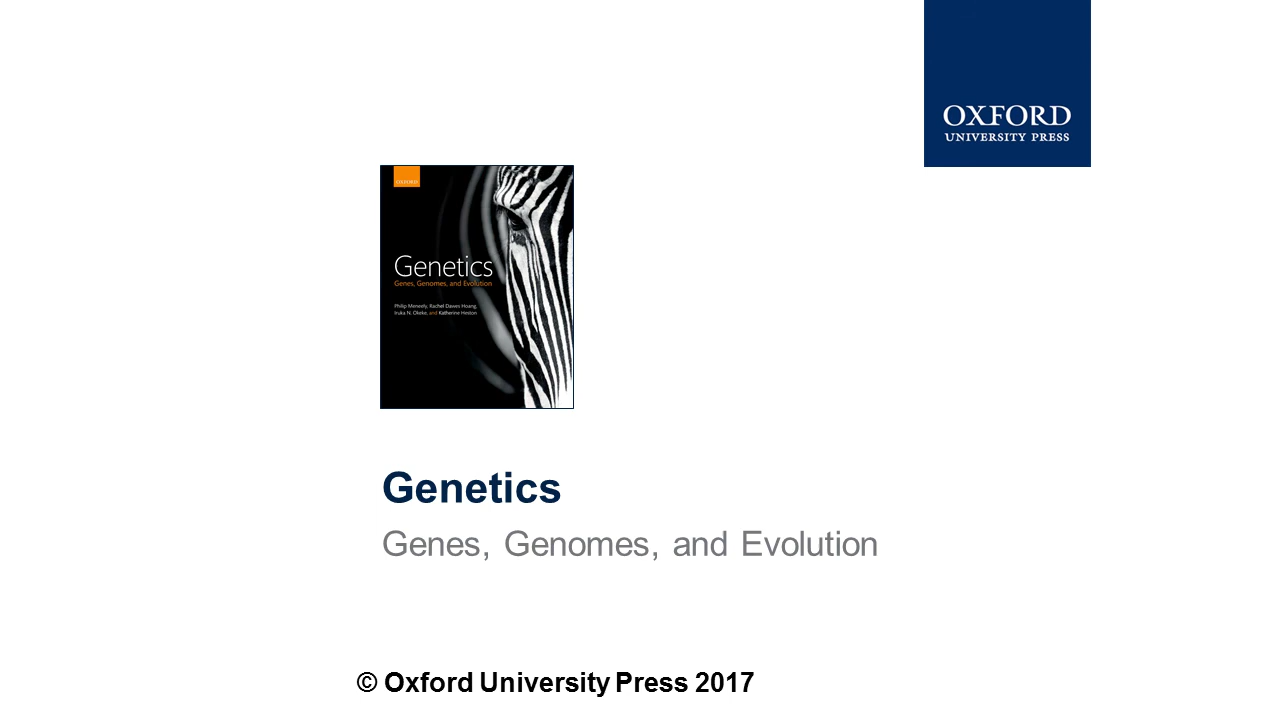 OXFORD
UNIVERSITY PRESS
OXFORD
Genetics
Genes, Genomes, and Evolution
Philip Meneely, Rachel Dawes Hoang,
Iruka N. Okeke, and Katherine Heston
Genetics
Genes, Genomes, and Evolution
© Oxford University Press 2017